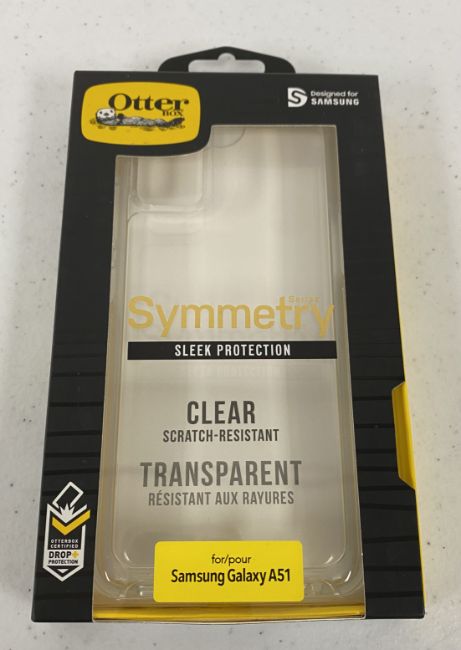 Otter
BOX
Designed for
SAMSUNG
Series
Symmetry
SLEEK PROTECTION
CLEAR
SCRATCH-RESISTANT
TRANSPARENT
RÉSISTANT AUX RAYURES
OTTERBOX
CERTIFIED
DROP+
PROTECTION
for/pour
Samsung Galaxy A51